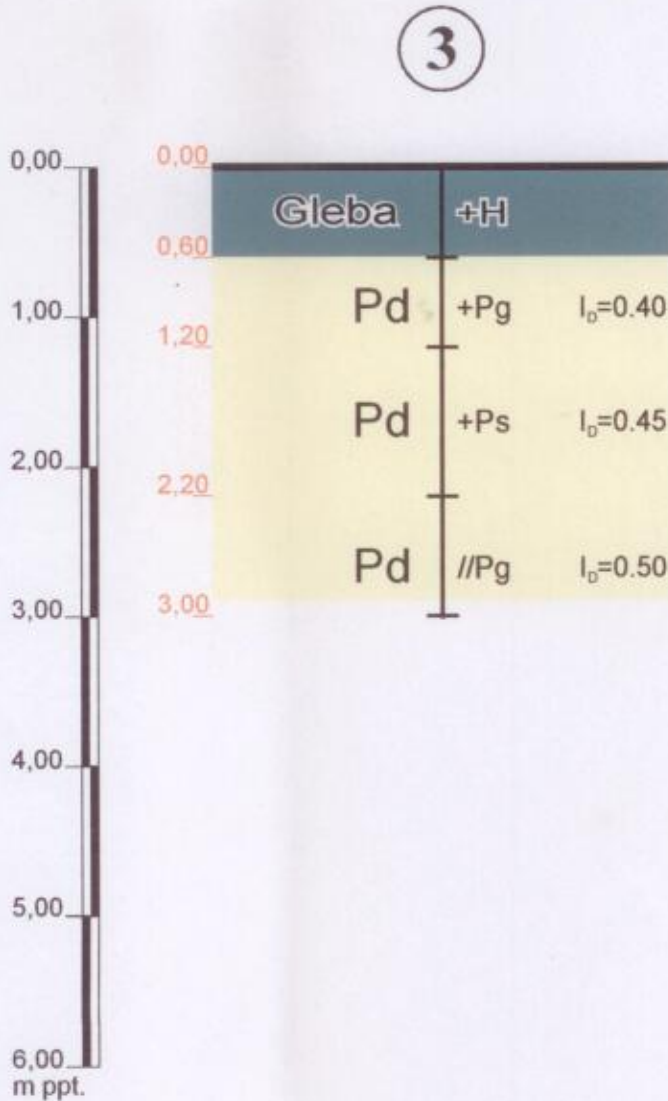 3
0,00 0,00
Gleba +H
0,60
Pd +Pg I_D=0.40
1,00
1,20
Pd +Ps I_D=0.45
2,00
2,20
Pd //Pg I_D=0.50
3,00 3,00
4,00
5,00
6,00
m ppt.